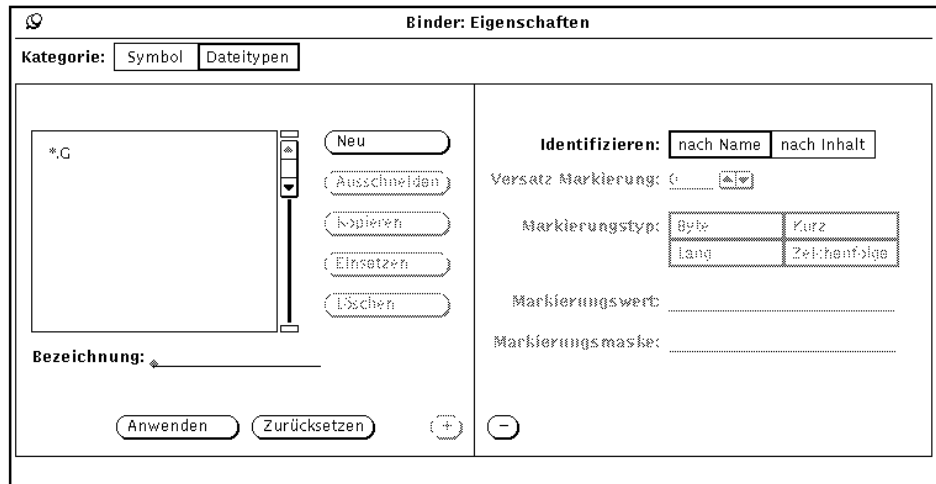 Binder: Eigenschaften
Kategorie: Symbol Dateitypen
*.G
Neu
Ausschneiden
Kopieren
Einsetzen
Löschen
Bezeichnung:
Anwenden Zurücksetzen +
Identifizieren: nach Name nach Inhalt
Versatz Markierung: 0
Markierungstyp: Byte Kurz
Lang Zeichenfolge
Markierungswert:
Markierungsmaske:
−